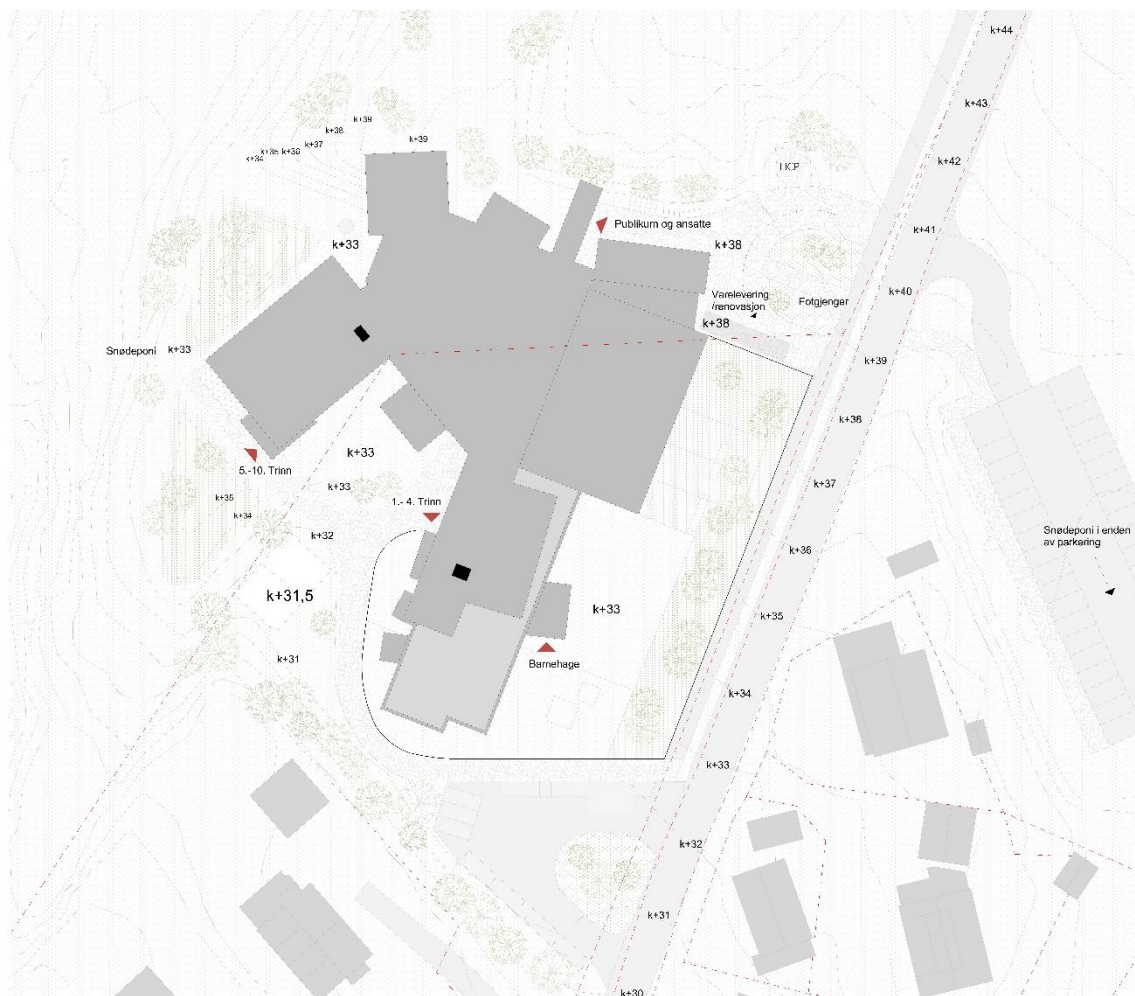 k+44
k+43
k+39
k+38
k+39
k+37
k+35 k+36
k+34
k+42
HCP
Publikum og ansatte
k+41
k+33
k+38
k+40
Varelevering
/renovasjon
Fotgjenger
k+38
Snødeponi
k+33
k+39
k+38
k+33
5.-10. Trinn
k+33
k+37
k+35
1.- 4. Trinn
k+34
k+32
Snødeponi i enden
av parkering
k+36
k+31,5
k+33
k+35
k+31
Barnehage
k+34
k+33
k+32
k+31
k+30